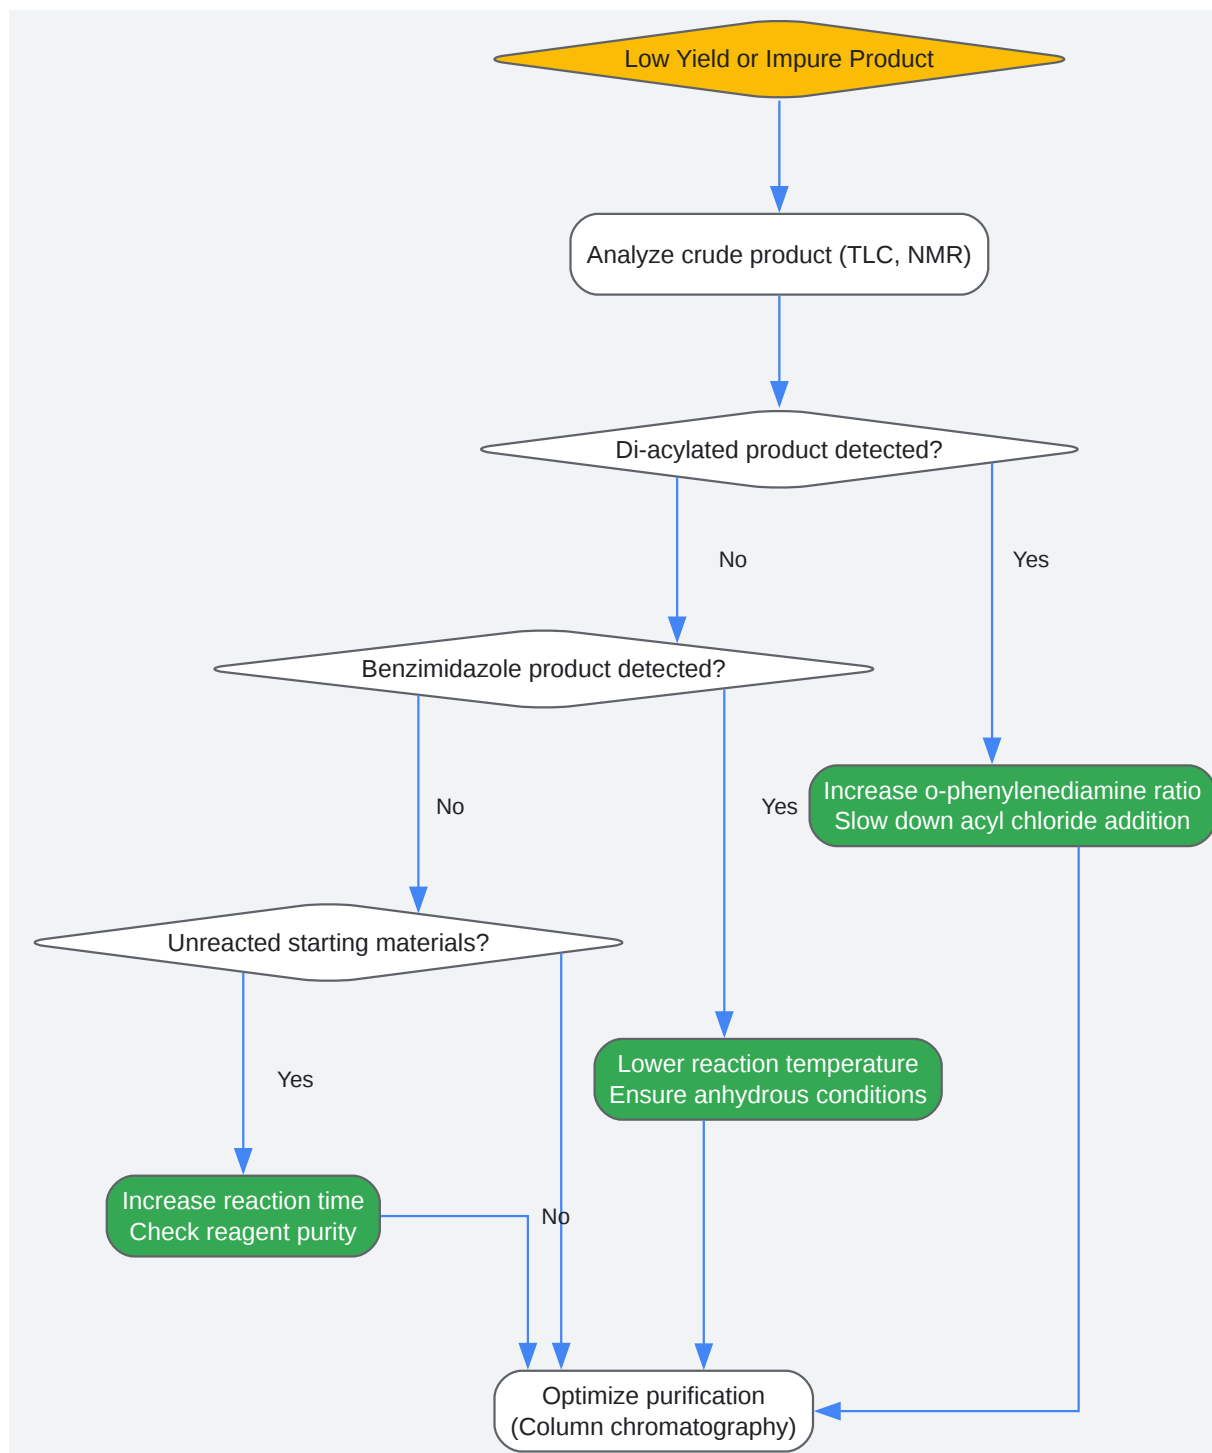 Low Yield or Impure Product
Analyze crude product (TLC, NMR)
Di-acylated product detected?
No
Yes
Benzimidazole product detected?
No
Yes
Increase o-phenylenediamine ratio
Slow down acyl chloride addition
Unreacted starting materials?
Yes
Lower reaction temperature
Ensure anhydrous conditions
Increase reaction time
Check reagent purity
No
Optimize purification
(Column chromatography)